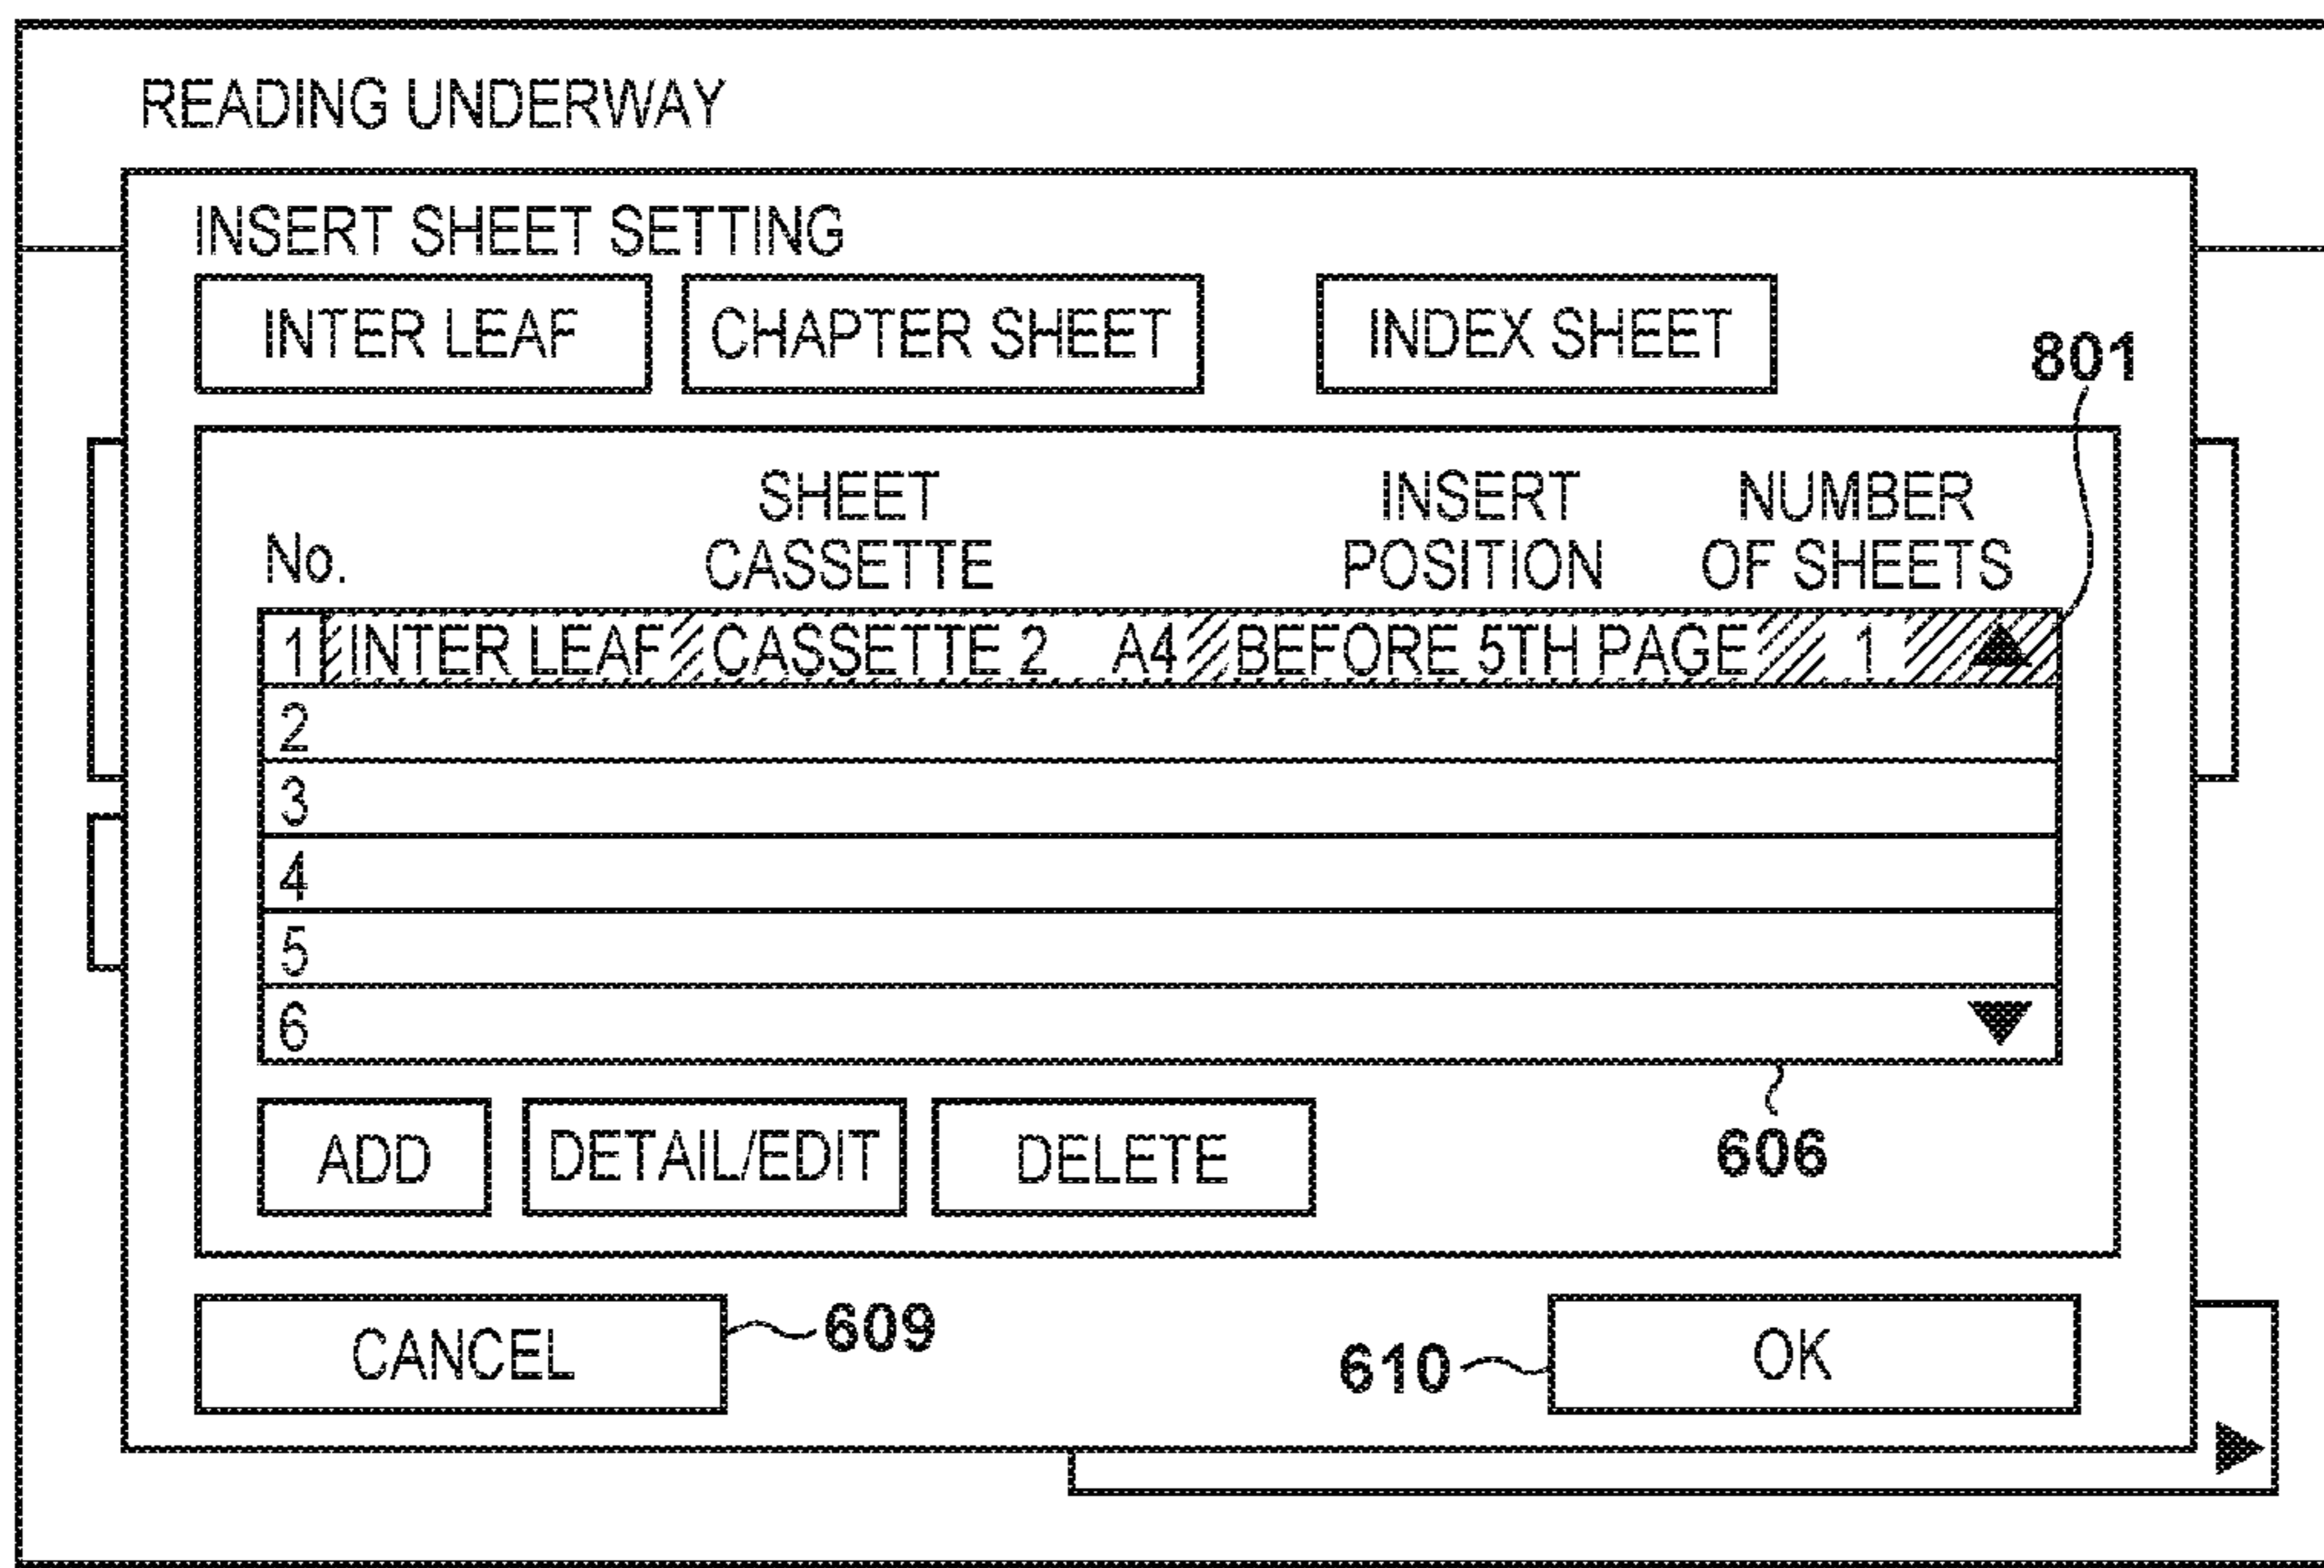 READING UNDERWAY
INSERT SHEET SETTING
INTER LEAF CHAPTER SHEET INDEX SHEET
801
SHEET INSERT NUMBER
No. CASSETTE POSITION OF SHEETS
1 INTER LEAF CASSETTE 2 A4 BEFORE 5TH PAGE 1
2
3
4
5
6
ADD DETAIL/EDIT DELETE
606
CANCEL 609 610 OK